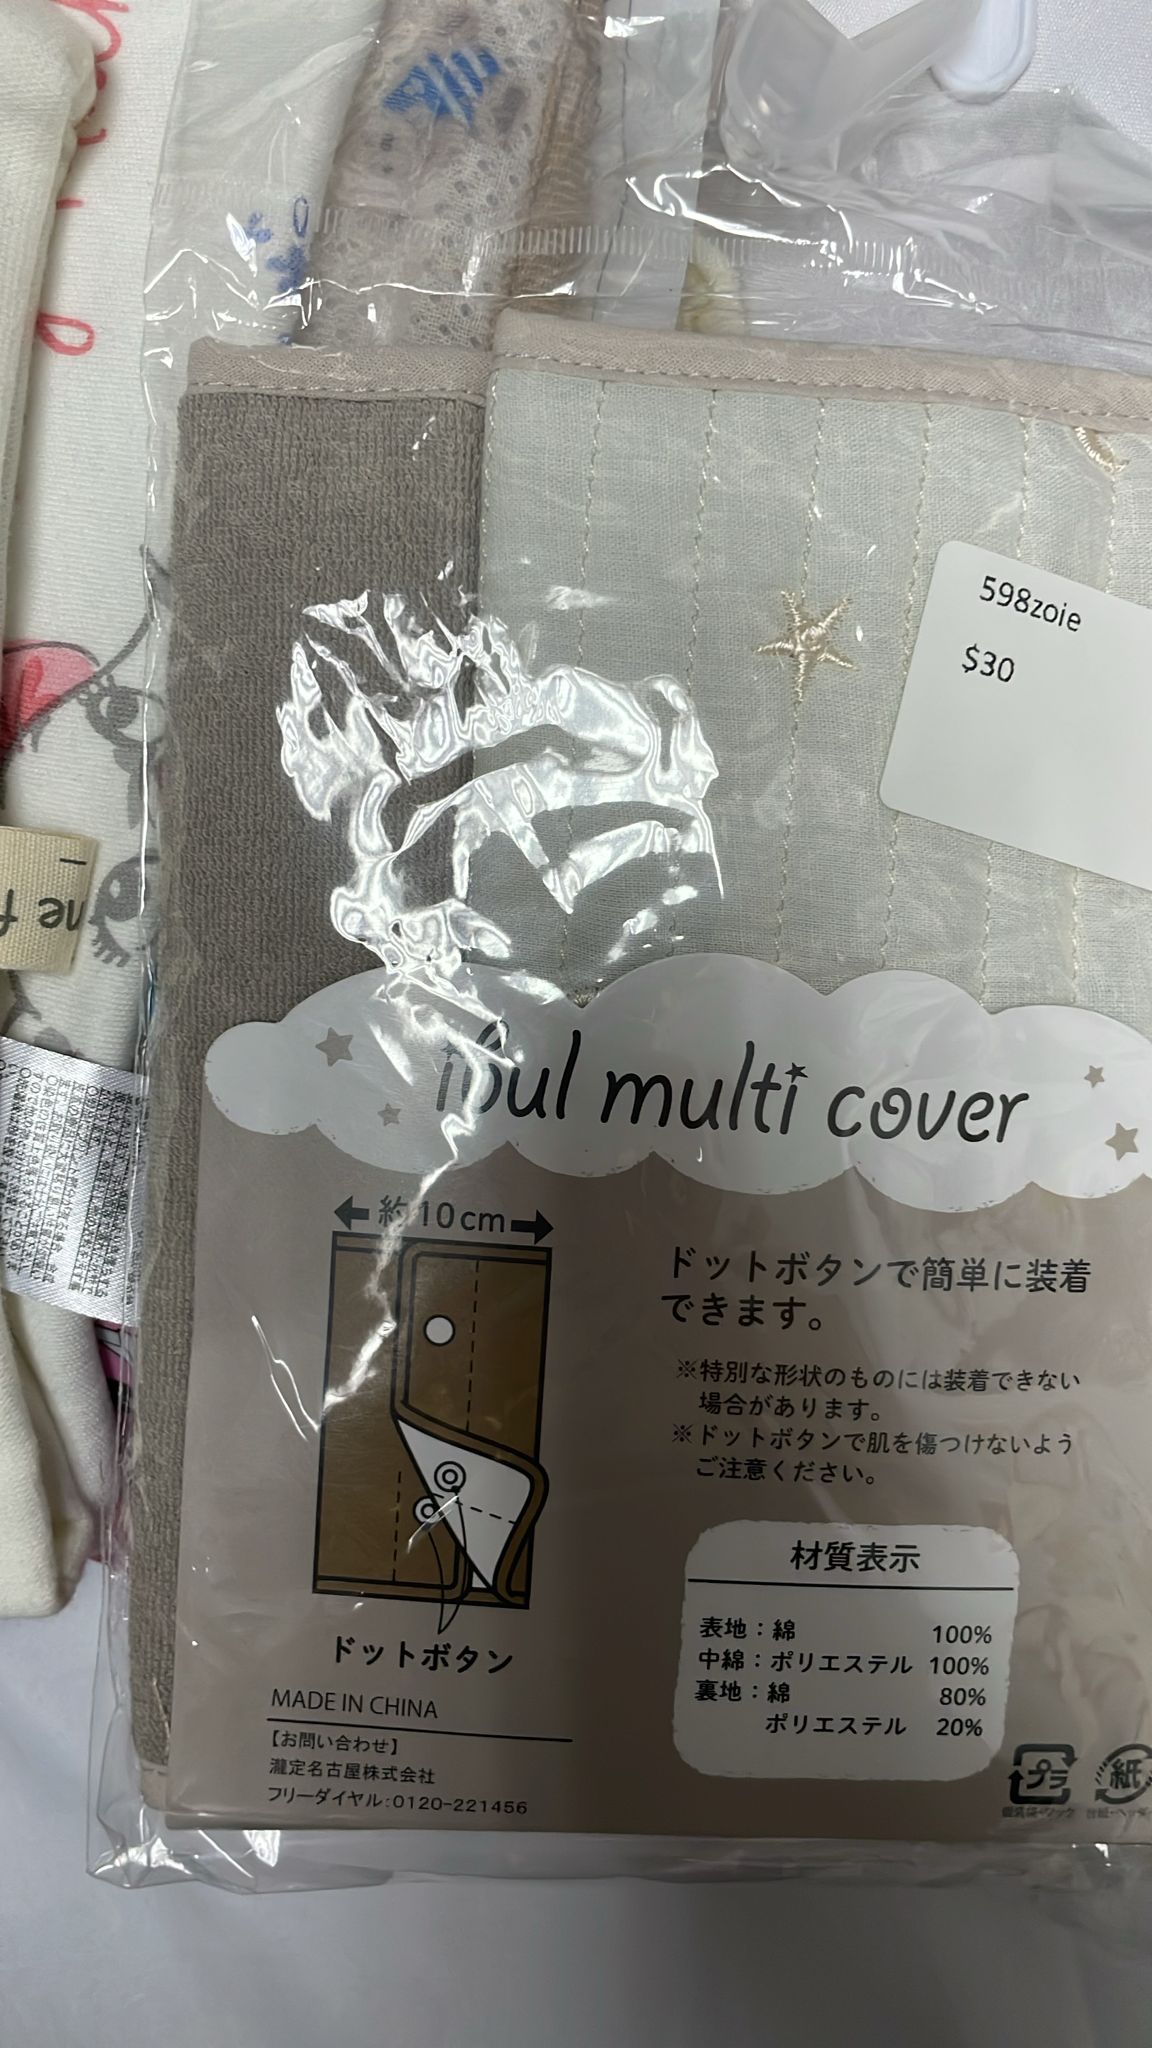 598zoie
$30
ibul multi cover
約10cm
ドットボタンで簡単に装着
できます。
※特別な形状のものには装着できない
場合があります。
※ドットボタンで肌を傷つけないよう
ご注意ください。
ドットボタン
材質表示
表地：綿 100%
中綿：ポリエステル 100%
裏地：綿 80%
ポリエステル 20%
MADE IN CHINA
【お問い合わせ】
瀧定名古屋株式会社
フリーダイヤル:0120-221456
プラ
紙